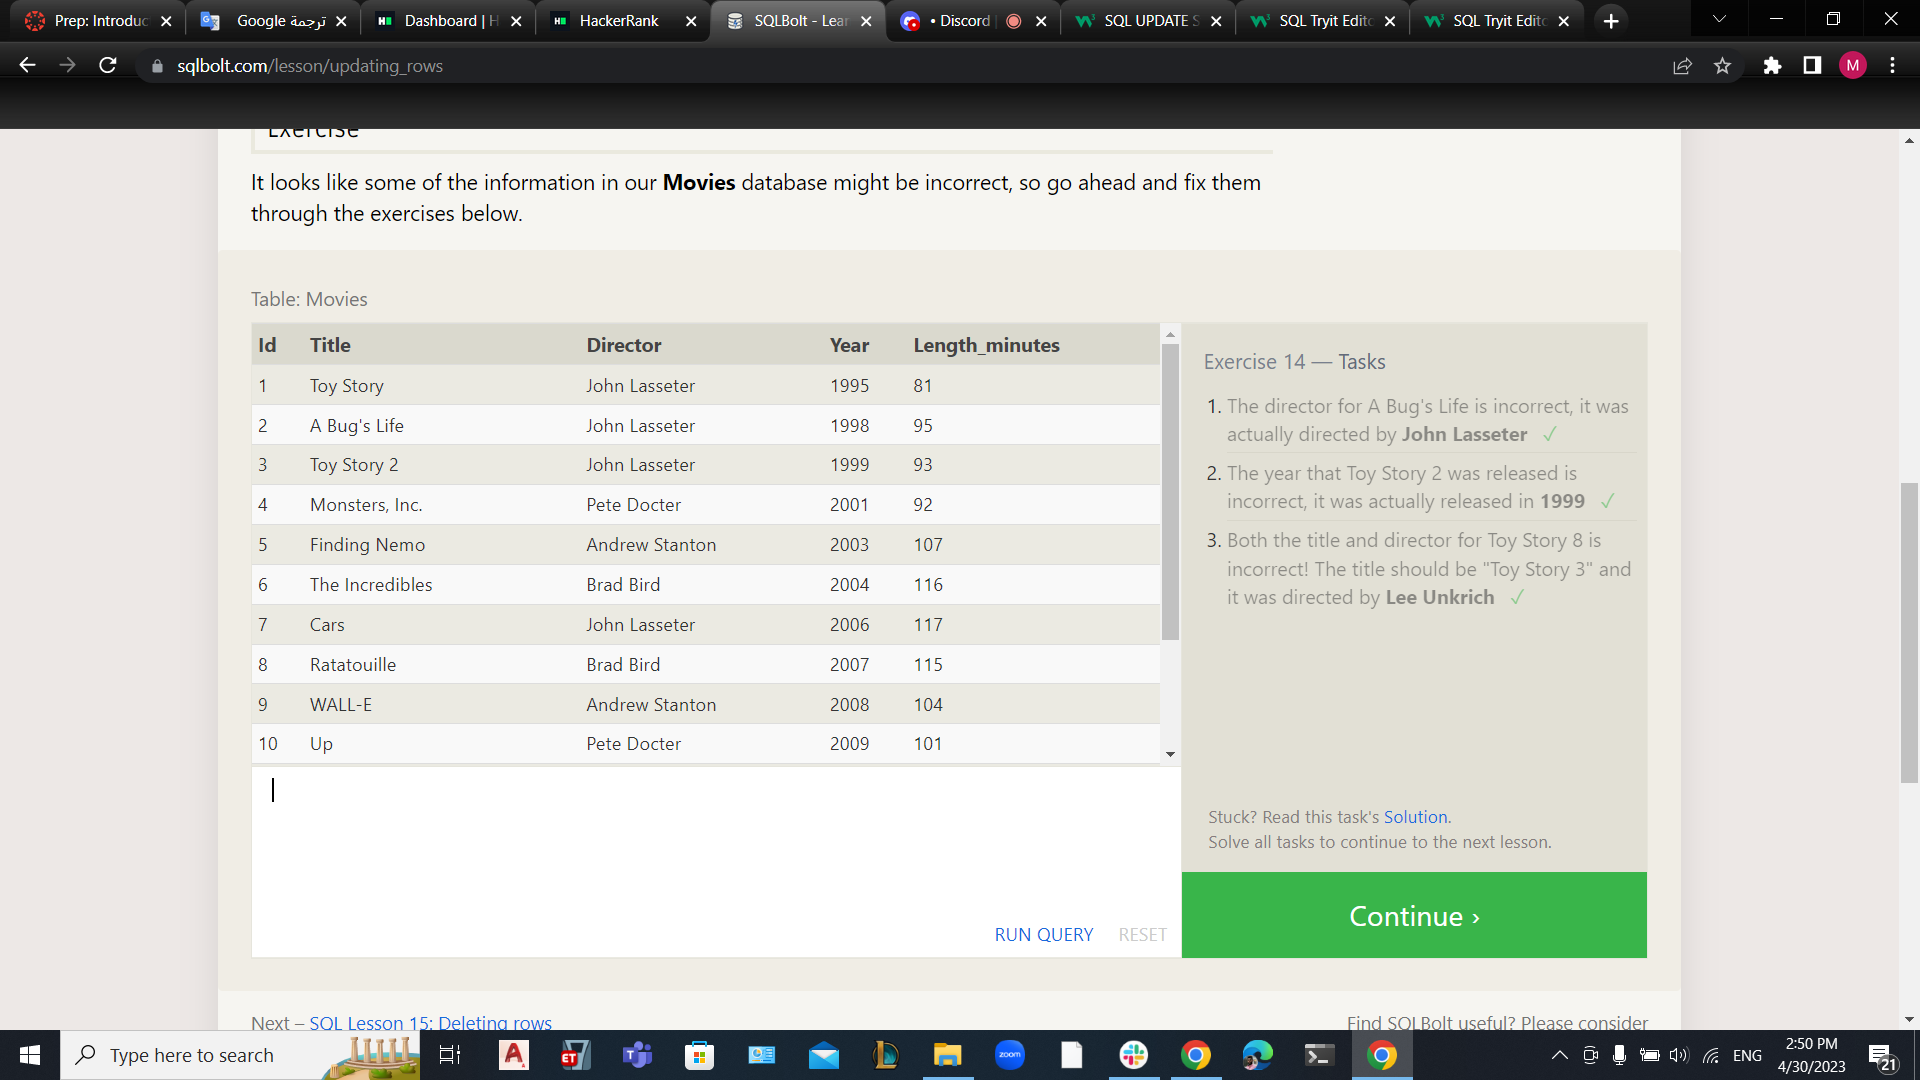 Prep: Introduc
Google ترجمة
Dashboard | H
HackerRank
SQLBolt - Lear
• Discord |
SQL UPDATE S
SQL Tryit Edito
SQL Tryit Edito
sqlbolt.com/lesson/updating_rows
M
Exercise
It looks like some of the information in our Movies database might be incorrect, so go ahead and fix them
through the exercises below.
Table: Movies
Id Title Director Year Length_minutes
1 Toy Story John Lasseter 1995 81
2 A Bug's Life John Lasseter 1998 95
3 Toy Story 2 John Lasseter 1999 93
4 Monsters, Inc. Pete Docter 2001 92
5 Finding Nemo Andrew Stanton 2003 107
6 The Incredibles Brad Bird 2004 116
7 Cars John Lasseter 2006 117
8 Ratatouille Brad Bird 2007 115
9 WALL-E Andrew Stanton 2008 104
10 Up Pete Docter 2009 101
RUN QUERY RESET
Exercise 14 — Tasks
1. The director for A Bug's Life is incorrect, it was
actually directed by John Lasseter ✓
2. The year that Toy Story 2 was released is
incorrect, it was actually released in 1999 ✓
3. Both the title and director for Toy Story 8 is
incorrect! The title should be "Toy Story 3" and
it was directed by Lee Unkrich ✓
Stuck? Read this task's Solution.
Solve all tasks to continue to the next lesson.
Continue ›
Next – SQL Lesson 15: Deleting rows
Find SQLBolt useful? Please consider
Type here to search
A
ET
zoom
ENG
2:50 PM
4/30/2023
21